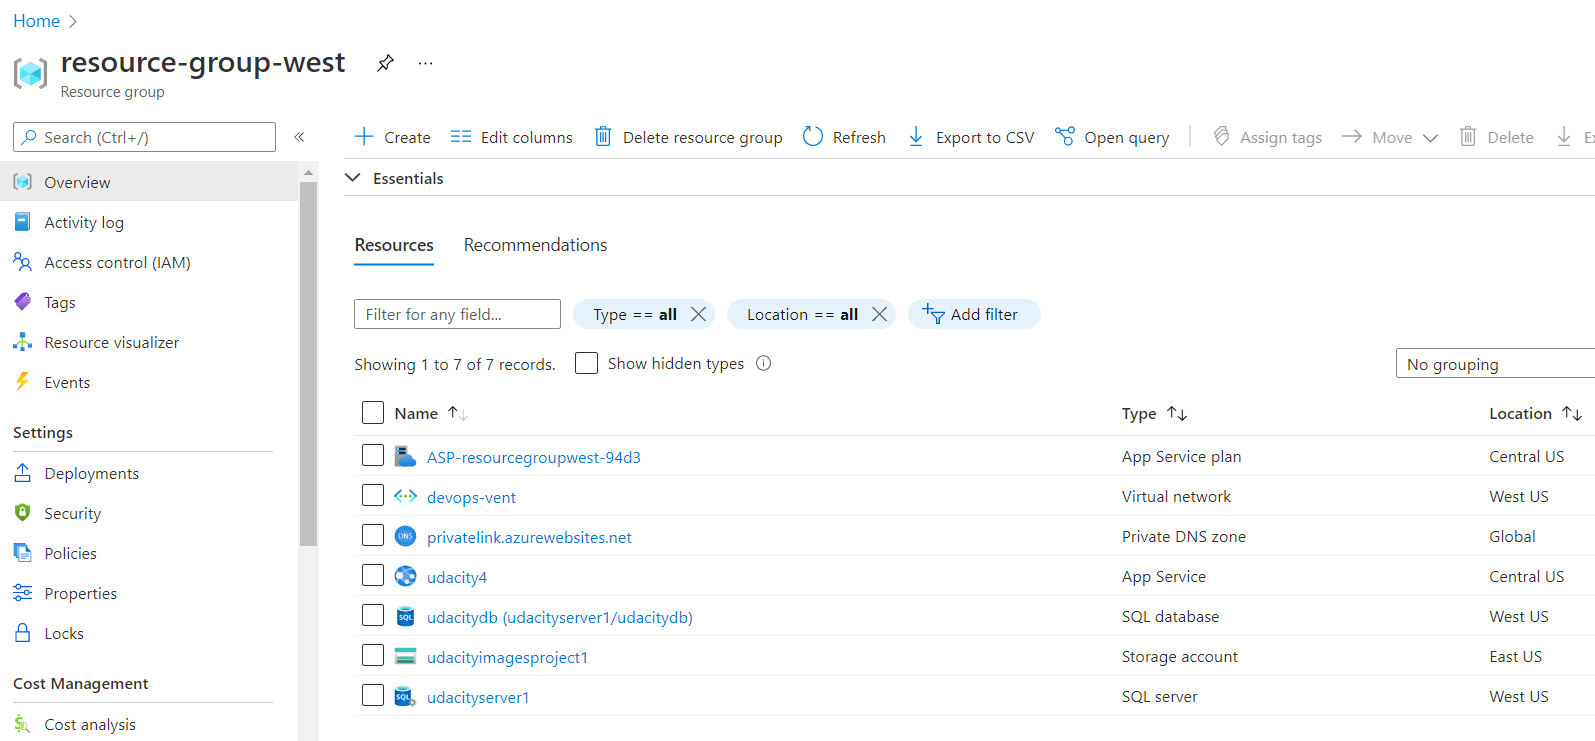 Home
resource-group-west
Resource group
Search (Ctrl+/)
Overview
Activity log
Access control (IAM)
Tags
Resource visualizer
Events
Settings
Deployments
Security
Policies
Properties
Locks
Cost Management
Cost analysis
Create Edit columns Delete resource group Refresh Export to CSV Open query Assign tags Move Delete
Essentials
Resources Recommendations
Filter for any field... Type == all Location == all Add filter
Showing 1 to 7 of 7 records. Show hidden types No grouping
Name Type Location
ASP-resourcegroupwest-94d3 App Service plan Central US
devops-vent Virtual network West US
DNS privatelink.azurewebsites.net Private DNS zone Global
udacity4 App Service Central US
SQL udacitydb (udacityserver1/udacitydb) SQL database West US
udacityimagesproject1 Storage account East US
SQL udacityserver1 SQL server West US